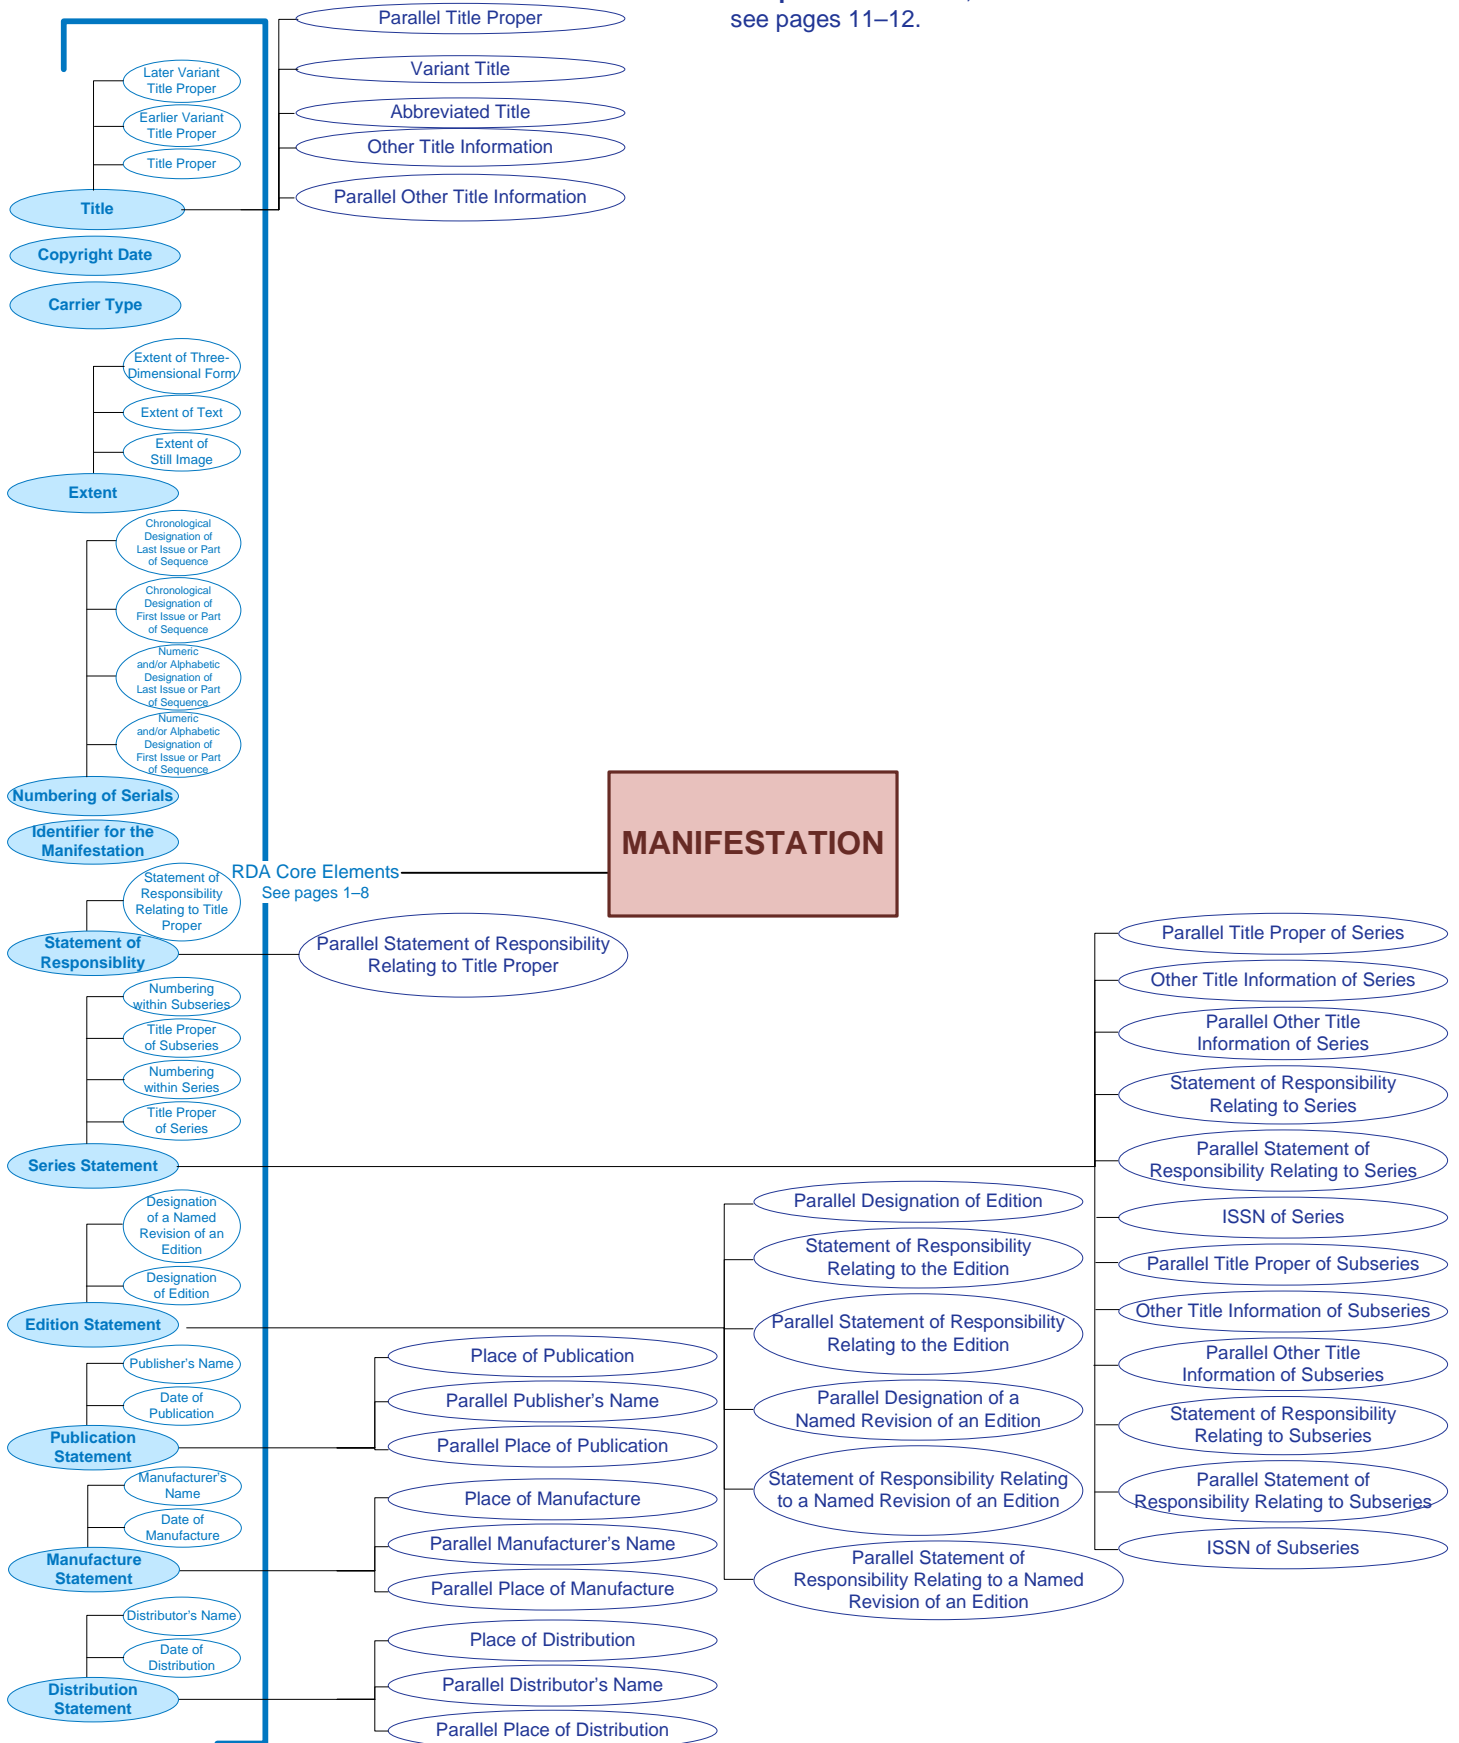 see pages 11–12.
Parallel Title Proper
Variant Title
Abbreviated Title
Other Title Information
Parallel Other Title Information
Later Variant
Title Proper
Earlier Variant
Title Proper
Title Proper
Title
Copyright Date
Carrier Type
Extent of Three-
Dimensional Form
Extent of Text
Extent of
Still Image
Extent
Chronological
Designation of
Last Issue or Part
of Sequence
Chronological
Designation of
First Issue or Part
of Sequence
Numeric
and/or Alphabetic
Designation of
Last Issue or Part
of Sequence
Numeric
and/or Alphabetic
Designation of
First Issue or Part
of Sequence
Numbering of Serials
Identifier for the
Manifestation
MANIFESTATION
RDA Core Elements
See pages 1–8
Statement of
Responsibility
Relating to Title
Proper
Statement of
Responsiblity
Parallel Statement of Responsibility
Relating to Title Proper
Numbering
within Subseries
Title Proper
of Subseries
Numbering
within Series
Title Proper
of Series
Series Statement
Parallel Title Proper of Series
Other Title Information of Series
Parallel Other Title
Information of Series
Statement of Responsibility
Relating to Series
Parallel Statement of
Responsibility Relating to Series
ISSN of Series
Parallel Title Proper of Subseries
Other Title Information of Subseries
Parallel Other Title
Information of Subseries
Statement of Responsibility
Relating to Subseries
Parallel Statement of
Responsibility Relating to Subseries
ISSN of Subseries
Designation
of a Named
Revision of an
Edition
Designation
of Edition
Edition Statement
Parallel Designation of Edition
Statement of Responsibility
Relating to the Edition
Parallel Statement of Responsibility
Relating to the Edition
Parallel Designation of a
Named Revision of an Edition
Statement of Responsibility Relating
to a Named Revision of an Edition
Parallel Statement of
Responsibility Relating to a Named
Revision of an Edition
Publisher’s Name
Date of
Publication
Publication
Statement
Place of Publication
Parallel Publisher’s Name
Parallel Place of Publication
Manufacturer’s
Name
Date of
Manufacture
Manufacture
Statement
Place of Manufacture
Parallel Manufacturer’s Name
Parallel Place of Manufacture
Distributor’s Name
Date of
Distribution
Distribution
Statement
Place of Distribution
Parallel Distributor’s Name
Parallel Place of Distribution